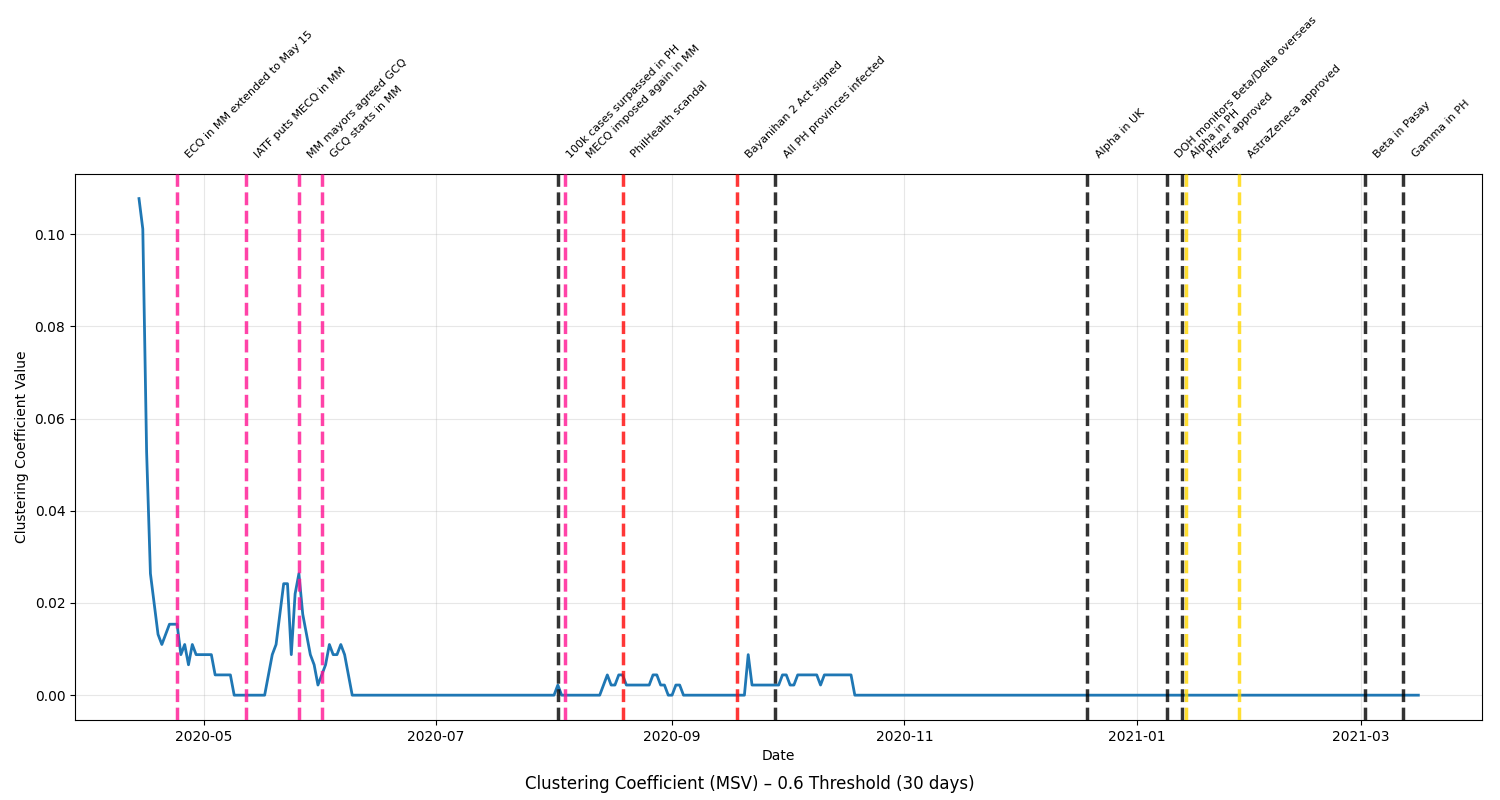 ECQ in MM extended to May 15
IATF puts MECQ in MM
MM mayors agreed GCQ
GCQ starts in MM
100k cases surpassed in PH
MECQ imposed again in MM
PhilHealth scandal
Bayanihan 2 Act signed
All PH provinces infected
Alpha in UK
DOH monitors Beta/Delta overseas
Alpha in PH
Pfizer approved
AstraZeneca approved
Beta in Pasay
Gamma in PH
Clustering Coefficient Value
0.10
0.08
0.06
0.04
0.02
0.00
2020-05
2020-07
2020-09
2020-11
2021-01
2021-03
Date
Clustering Coefficient (MSV) – 0.6 Threshold (30 days)